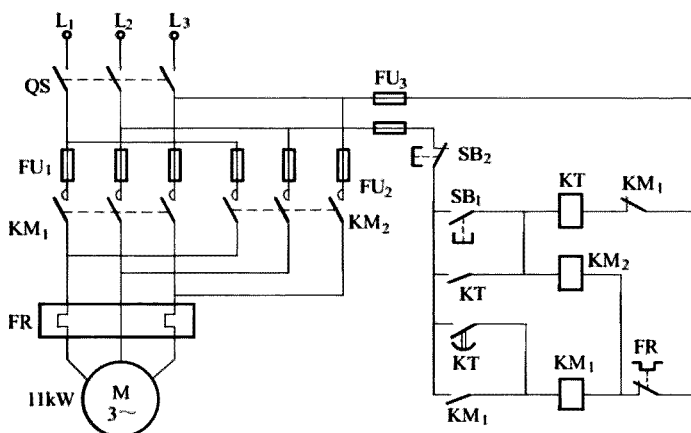 L₁ L₂ L₃
QS
FU₃
SB₂
FU₁
FU₂
SB₁
KT
KM₁
KM₁
KM₂
KT
KM₂
FR
KT
KM₁
FR
11kW
M
3～
KM₁